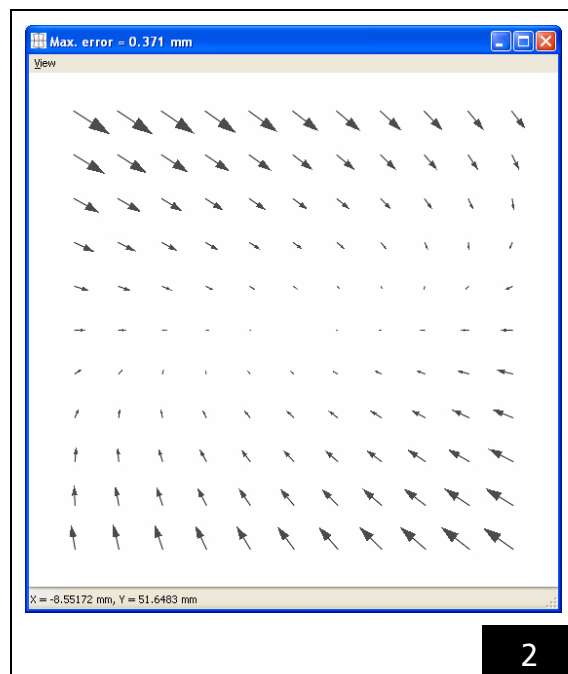 Max. error = 0.371 mm
View
X = -8.55172 mm, Y = 51.6483 mm
2